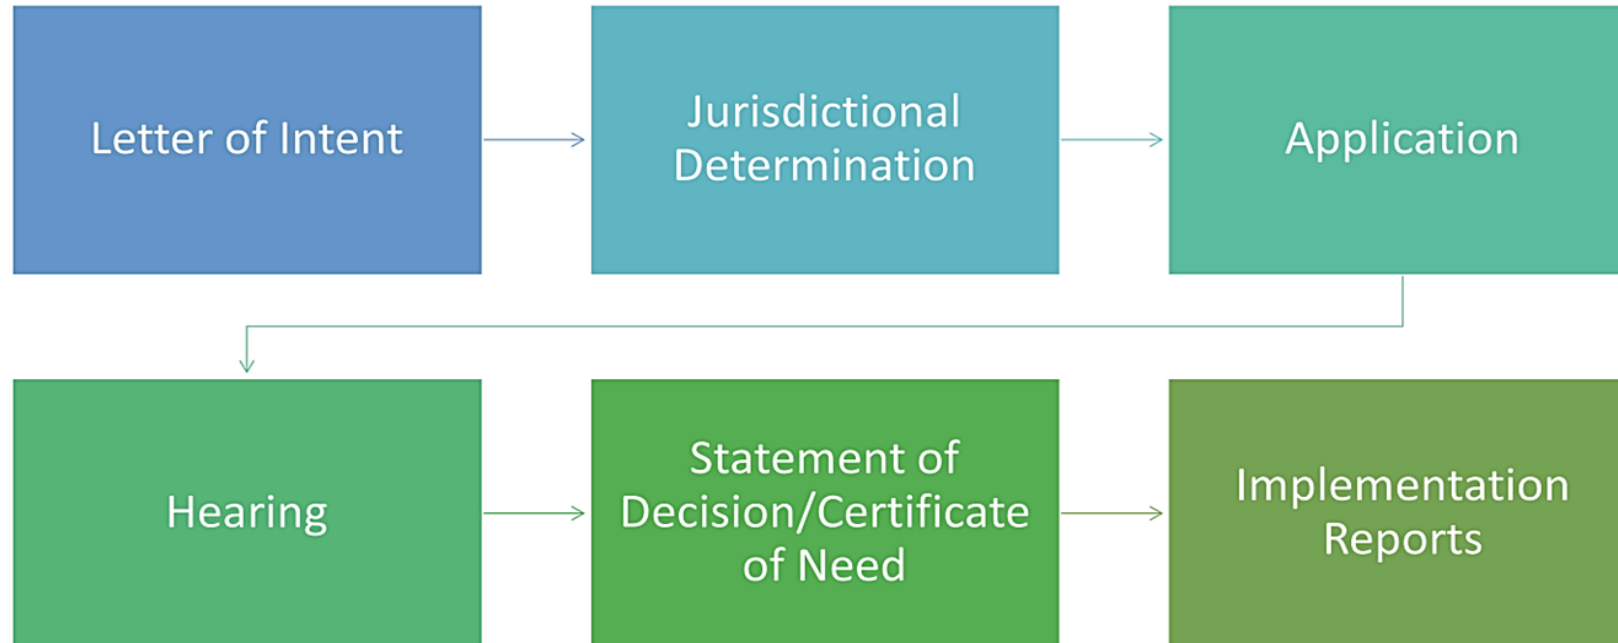 Letter of Intent
Jurisdictional
Determination
Application
Hearing
Statement of
Decision/Certificate
of Need
Implementation
Reports